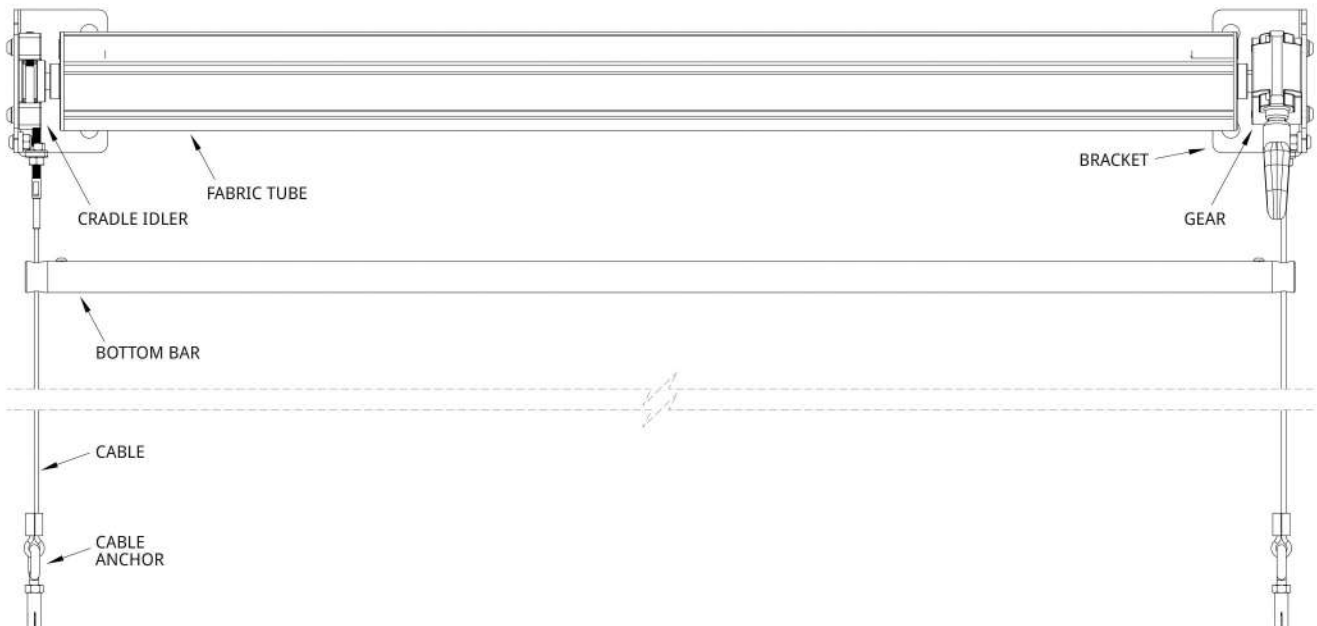 BRACKET
FABRIC TUBE
CRADLE IDLER
GEAR
BOTTOM BAR
CABLE
CABLE
ANCHOR